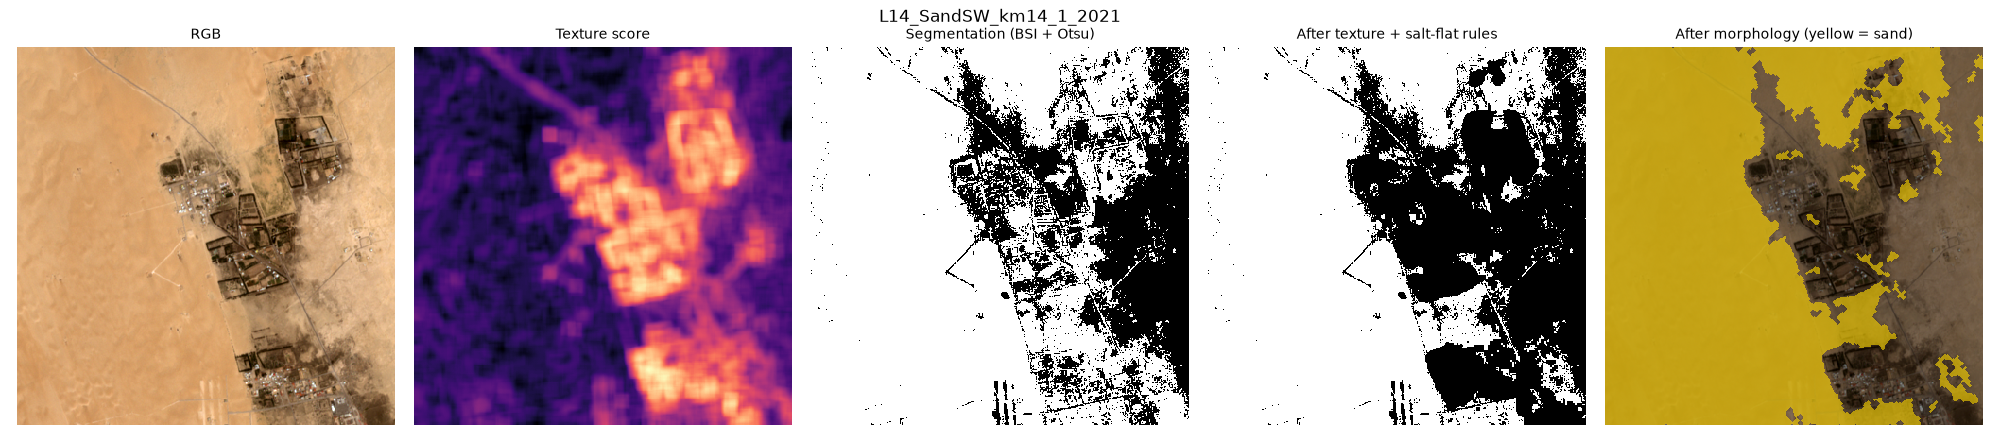 L14_SandSW_km14_1_2021
RGB
Texture score
Segmentation (BSI + Otsu)
After texture + salt-flat rules
After morphology (yellow = sand)